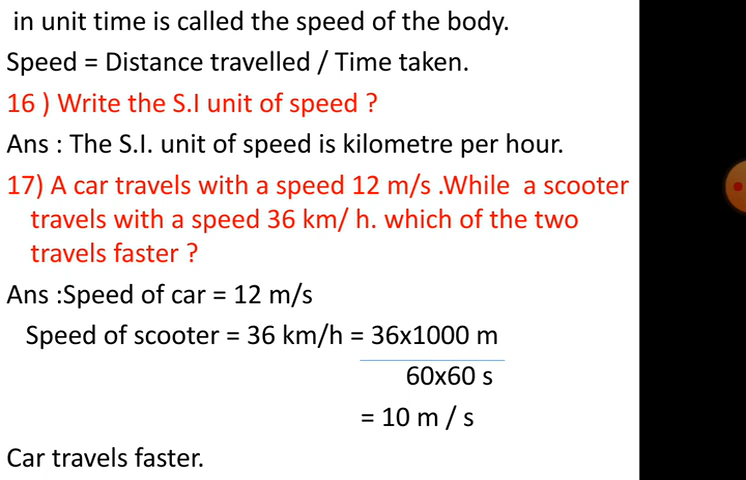 in unit time is called the speed of the body.
Speed = Distance travelled / Time taken.
16 ) Write the S.I unit of speed ?
Ans : The S.I. unit of speed is kilometre per hour.
17) A car travels with a speed 12 m/s .While a scooter
travels with a speed 36 km/ h. which of the two
travels faster ?
Ans :Speed of car = 12 m/s
Speed of scooter = 36 km/h = 36x1000 m
60x60 s
= 10 m / s
Car travels faster.